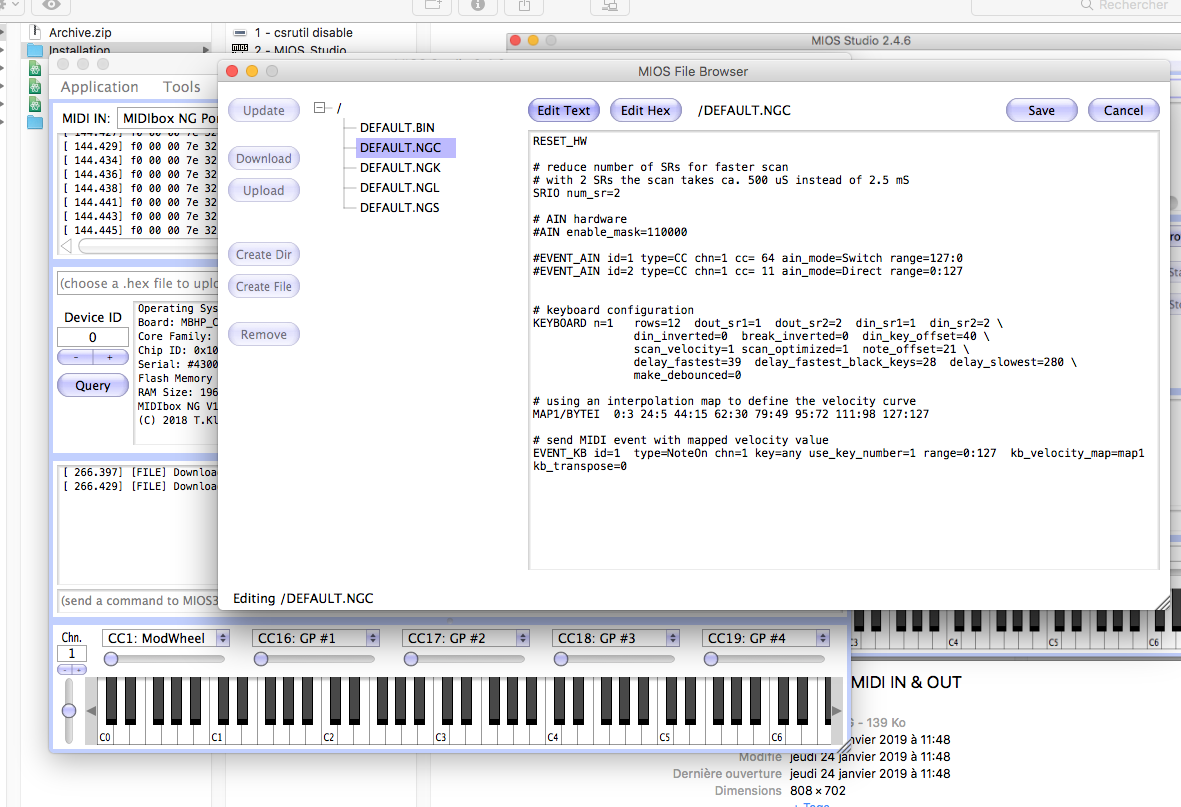 Rechercher
Archive.zip
Installation
1 - csrutil disable
2 - MIOS Studio
MIOS Studio 2.4.6
MIOS File Browser
Application Tools
MIDI IN: MIDIbox NG Por
[ 144.427] f0 00 00 7e 32
[ 144.429] f0 00 00 7e 32
[ 144.434] f0 00 00 7e 32
[ 144.436] f0 00 00 7e 32
[ 144.438] f0 00 00 7e 32
[ 144.441] f0 00 00 7e 32
[ 144.443] f0 00 00 7e 32
[ 144.445] f0 00 00 7e 32
(choose a .hex file to uplo
Device ID
0
- +
Query
Operating Sys
Board: MBHP_C
Core Family:
Chip ID: 0x10
Serial: #4300
Flash Memory
RAM Size: 196
MIDIbox NG V1
(C) 2018 T.Kl
[ 266.397] [FILE] Downloa
[ 266.429] [FILE] Downloa
(send a command to MIOS3
Update
Download
Upload
Create Dir
Create File
Remove
/
DEFAULT.BIN
DEFAULT.NGC
DEFAULT.NGK
DEFAULT.NGL
DEFAULT.NGS
Edit Text Edit Hex /DEFAULT.NGC Save Cancel
RESET_HW
# reduce number of SRs for faster scan
# with 2 SRs the scan takes ca. 500 uS instead of 2.5 mS
SRIO num_sr=2
# AIN hardware
#AIN enable_mask=110000
#EVENT_AIN id=1 type=CC chn=1 cc= 64 ain_mode=Switch range=127:0
#EVENT_AIN id=2 type=CC chn=1 cc= 11 ain_mode=Direct range=0:127
# keyboard configuration
KEYBOARD n=1 rows=12 dout_sr1=1 dout_sr2=2 din_sr1=1 din_sr2=2 \
din_inverted=0 break_inverted=0 din_key_offset=40 \
scan_velocity=1 scan_optimized=1 note_offset=21 \
delay_fastest=39 delay_fastest_black_keys=28 delay_slowest=280 \
make_debounced=0
# using an interpolation map to define the velocity curve
MAP1/BYTEI 0:3 24:5 44:15 62:30 79:49 95:72 111:98 127:127
# send MIDI event with mapped velocity value
EVENT_KB id=1 type=NoteOn chn=1 key=any use_key_number=1 range=0:127 kb_velocity_map=map1
kb_transpose=0
Editing /DEFAULT.NGC
Chn.
1
- +
CC1: ModWheel CC16: GP #1 CC17: GP #2 CC18: GP #3 CC19: GP #4
C0 C1 C2 C3 C4 C5 C6
C3 C4 C5 C6
MIDI IN & OUT
- 139 Ko
nvier 2019 à 11:48
Modifié jeudi 24 janvier 2019 à 11:48
Dernière ouverture jeudi 24 janvier 2019 à 11:48
Dimensions 808 × 702